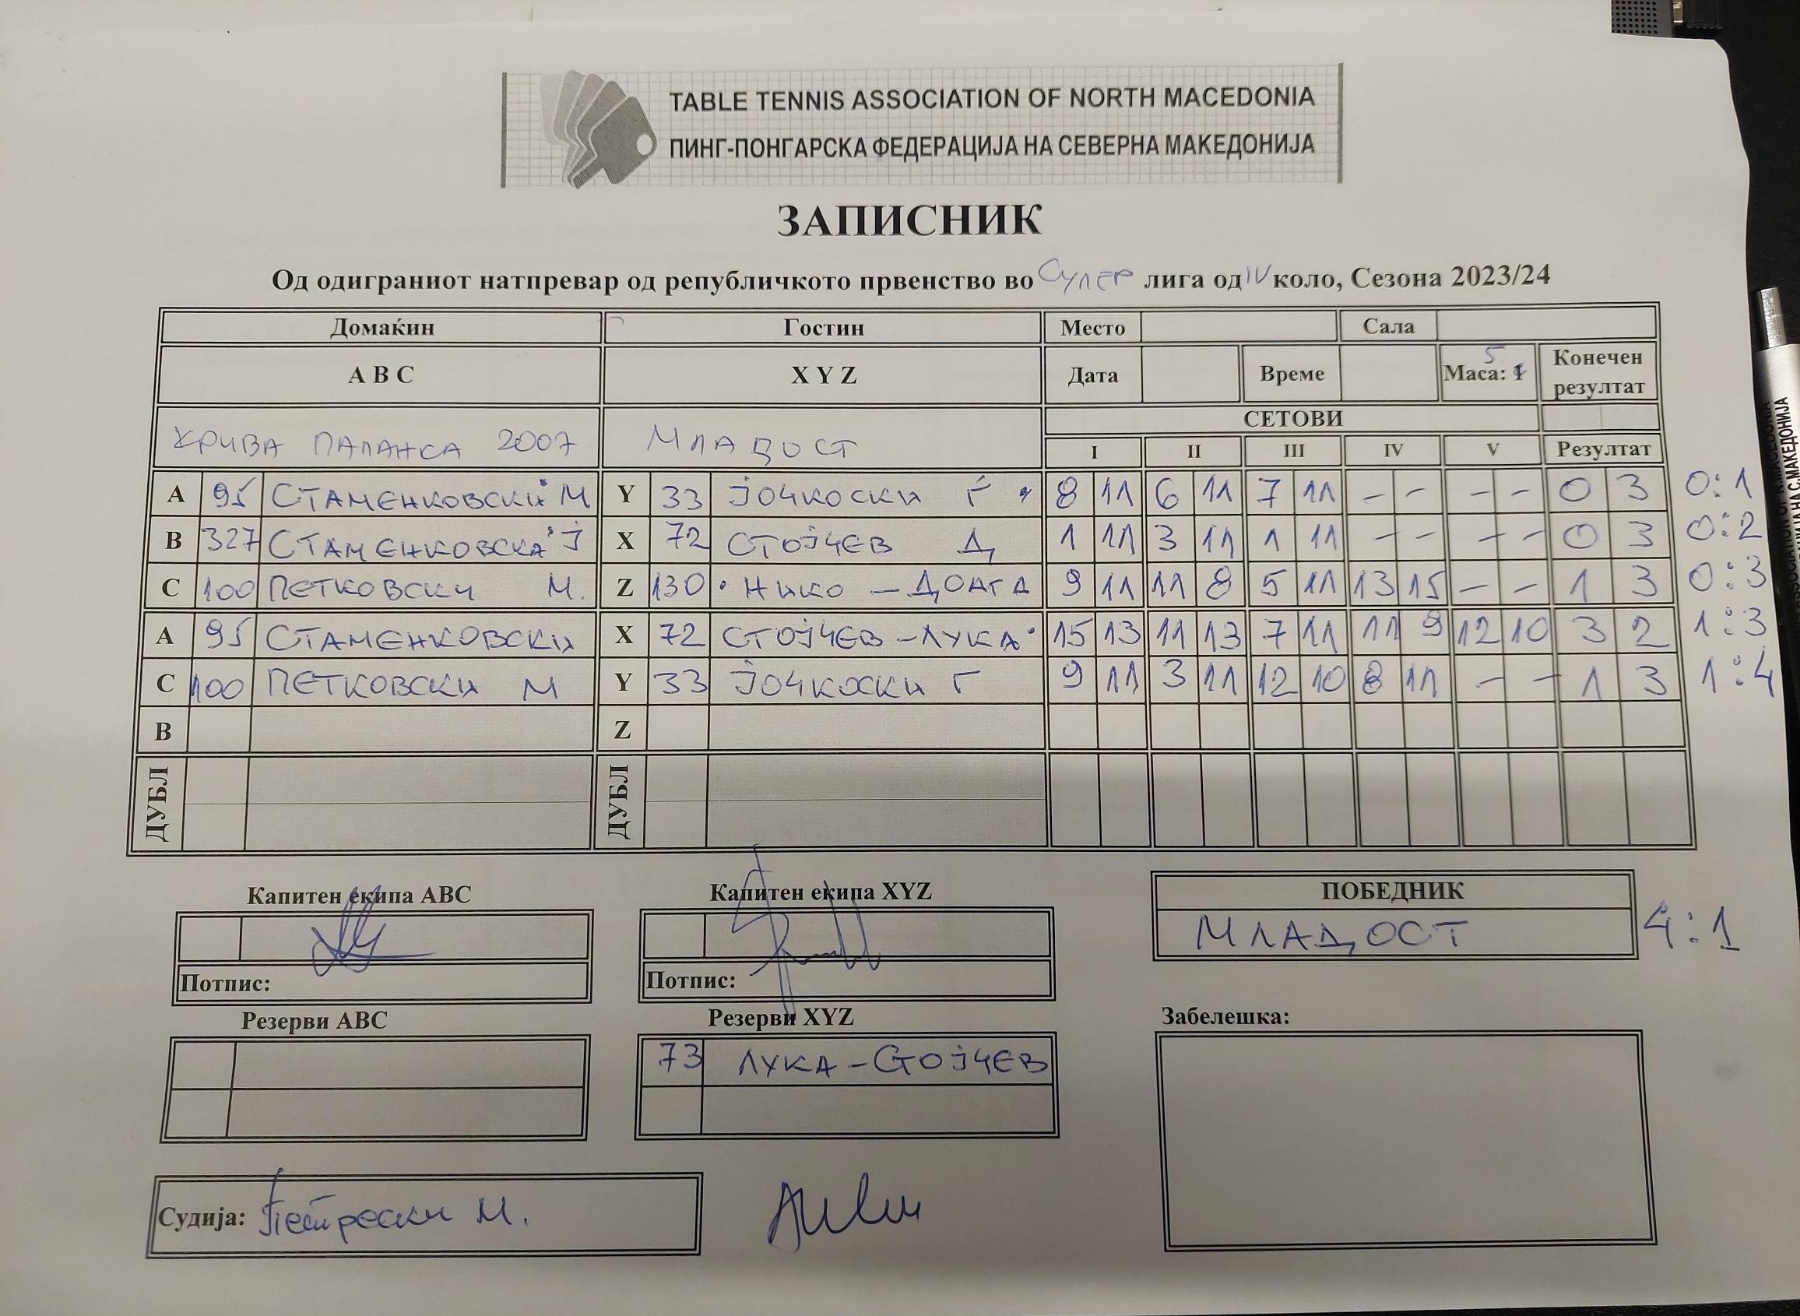 TABLE TENNIS ASSOCIATION OF NORTH MACEDONIA
ПИНГ-ПОНГАРСКА ФЕДЕРАЦИЈА НА СЕВЕРНА МАКЕДОНИЈА
ЗАПИСНИК
Од одиграниот натпревар од републичкото првенство во Супер лига од IV коло, Сезона 2023/24
Домаќин Гостин Место Сала
A B C X Y Z Дата Време Маса: 5 Конечен резултат
КРИВА ПАЛАНКА 2007 МЛАДОСТ СЕТОВИ
I II III IV V Резултат
A 95 СТАМЕНКОВСКИ М Y 33 ЈОЧКОСКИ Ѓ 8 11 6 11 7 11 - - - - 0 3 0:1
B 327 СТАМЕНКОВСКА Ј X 72 СТОЈЧЕВ Д 1 11 3 11 1 11 - - - - 0 3 0:2
C 100 ПЕТКОВСКИ М. Z 130 НИКО - 9 11 11 8 5 11 13 15 - - 1 3 0:3
A 95 СТАМЕНКОВСКИ X 72 СТОЈЧЕВ-ЛУКА 15 13 11 13 7 11 11 9 12 10 3 2 1:3
C 100 ПЕТКОВСКИ М Y 33 ЈОЧКОСКИ Г 9 11 3 11 12 10 8 11 - - 1 3 1:4
B Z
ДУБЛ ДУБЛ
Капитен екипа ABC Капитен екипа XYZ ПОБЕДНИК
МЛАДОСТ 4:1
Потпис: Потпис:
Резерви ABC Резерви XYZ Забелешка:
73 ЛУКА-СТОЈЧЕВ
Судија: Петрески М.